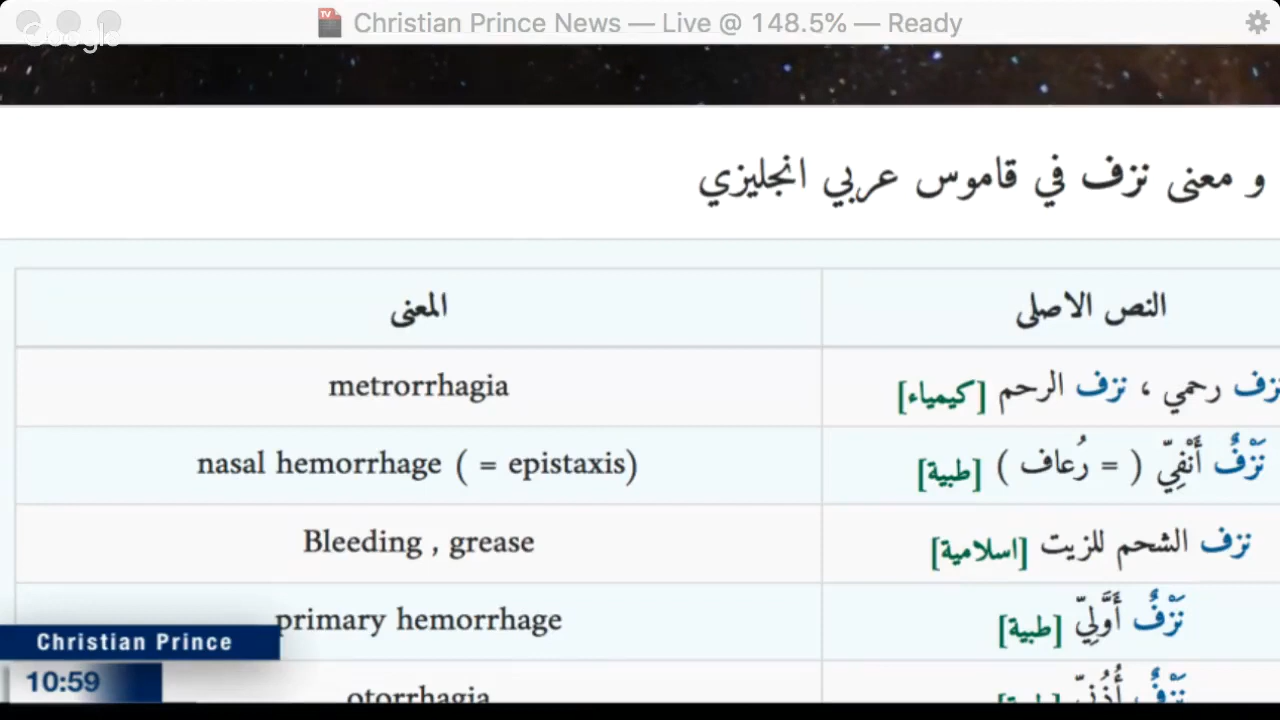 Christian Prince News — Live @ 148.5% — Ready
Google
و معنى نزف في قاموس عربي انجليزي
النص الاصلى
المعنى
نزف رحمي ، نزف الرحم [كيمياء]
metrorrhagia
نَزْفٌ أَنْفِيّ ( = رُعاف ) [طبية]
nasal hemorrhage ( = epistaxis)
نزف الشحم للزيت [اسلامية]
Bleeding , grease
نَزْفٌ أَوَّلِيّ [طبية]
primary hemorrhage
نَزْفٌ أُذُنِيّ [طبية]
otorrhagia
Christian Prince
10:59